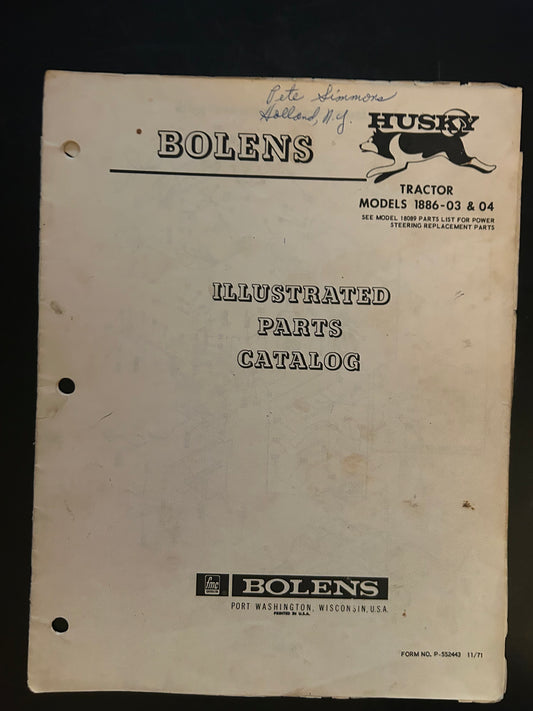 Pete Simmons
Holland, N.Y.
HUSKY
BOLENS
TRACTOR
MODELS 1886-03 & 04
SEE MODEL 18089 PARTS LIST FOR POWER
STEERING REPLACEMENT PARTS
ILLUSTRATED
PARTS
CATALOG
fmc
BOLENS
PORT WASHINGTON, WISCONSIN, U.S.A.
PRINTED IN U.S.A.
FORM NO. P-552443 11/71